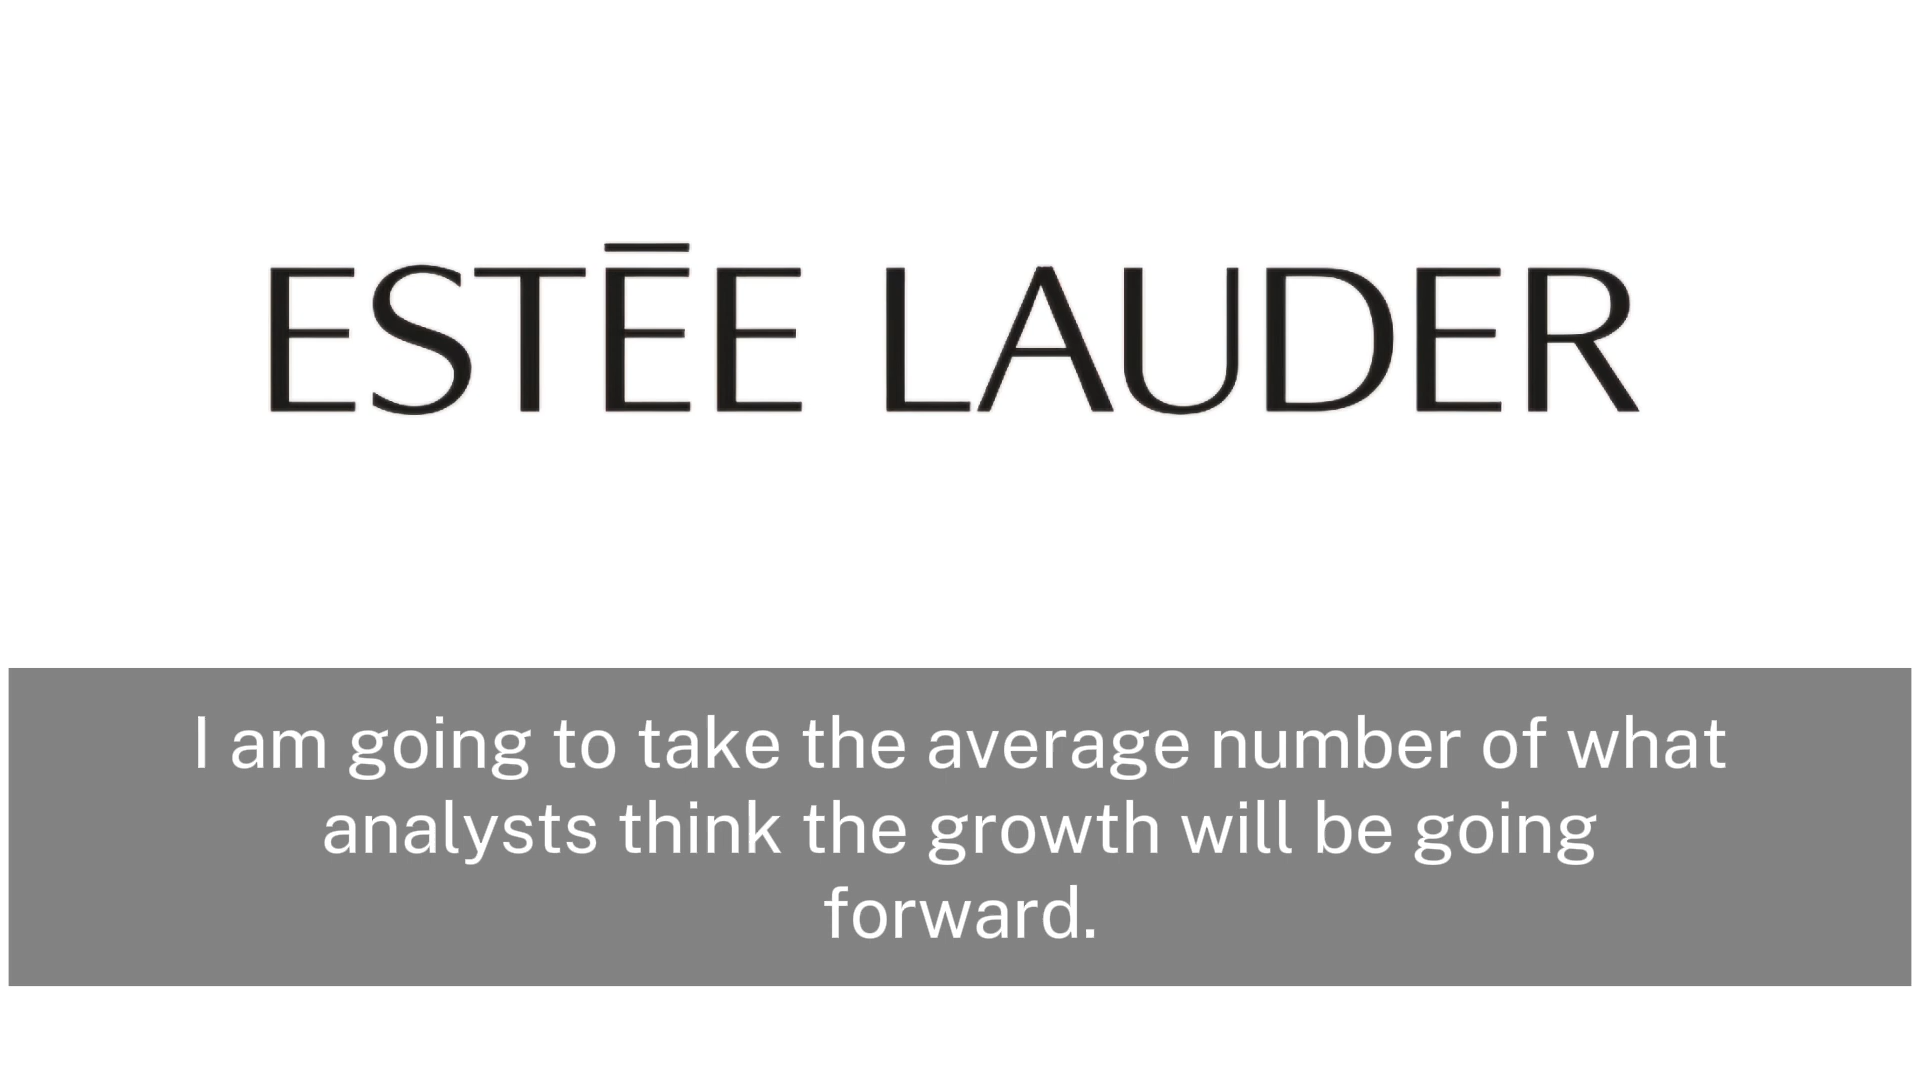 ESTĒE LAUDER
I am going to take the average number of what
analysts think the growth will be going
forward.